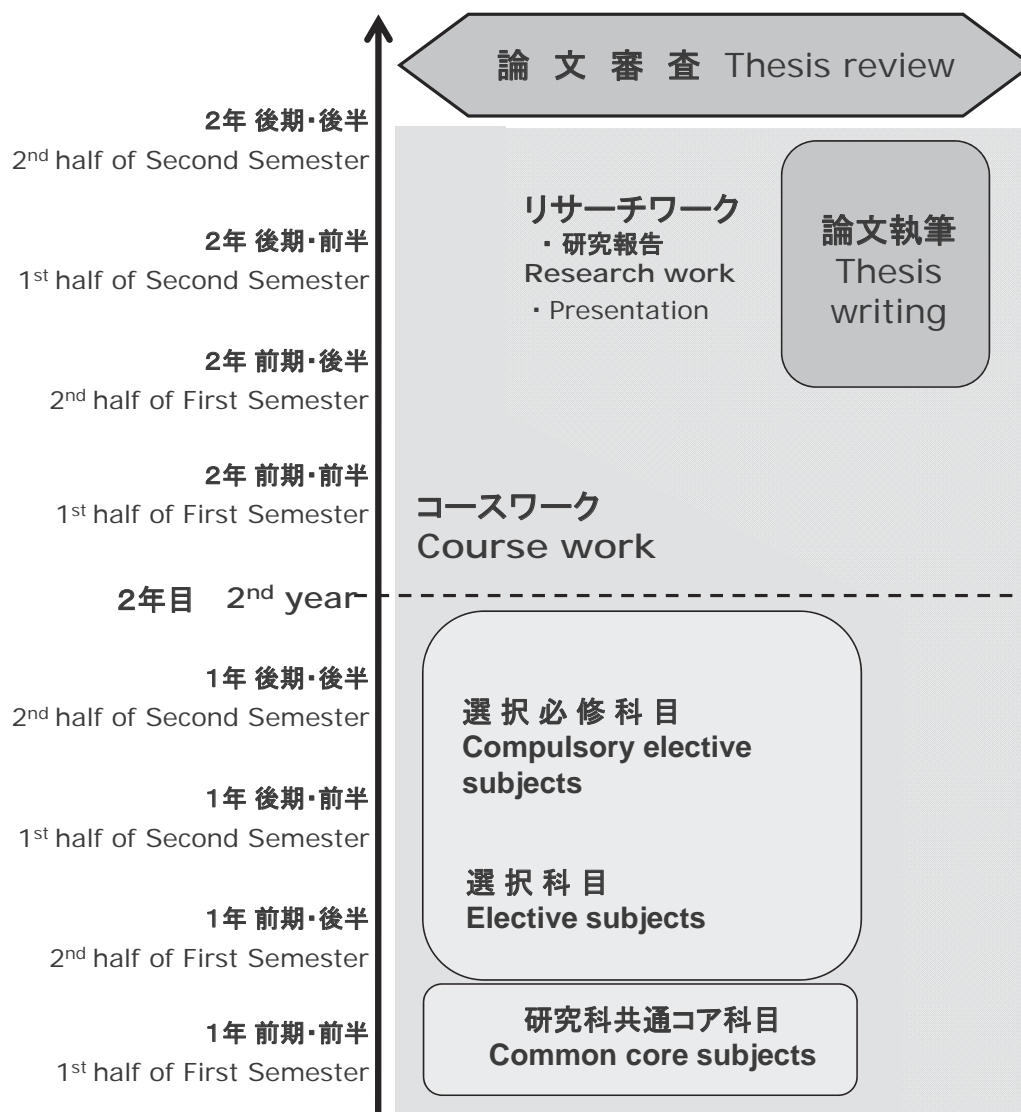 論 文 審 査 Thesis review
2年 後期・後半
2nd half of Second Semester
リサーチワーク
・研究報告
Research work
・Presentation
論文執筆
Thesis
writing
2年 後期・前半
1st half of Second Semester
2年 前期・後半
2nd half of First Semester
2年 前期・前半
1st half of First Semester
コースワーク
Course work
2年目 2nd year
1年 後期・後半
2nd half of Second Semester
選 択 必 修 科 目
Compulsory elective
subjects
1年 後期・前半
1st half of Second Semester
選 択 科 目
Elective subjects
1年 前期・後半
2nd half of First Semester
研究科共通コア科目
Common core subjects
1年 前期・前半
1st half of First Semester